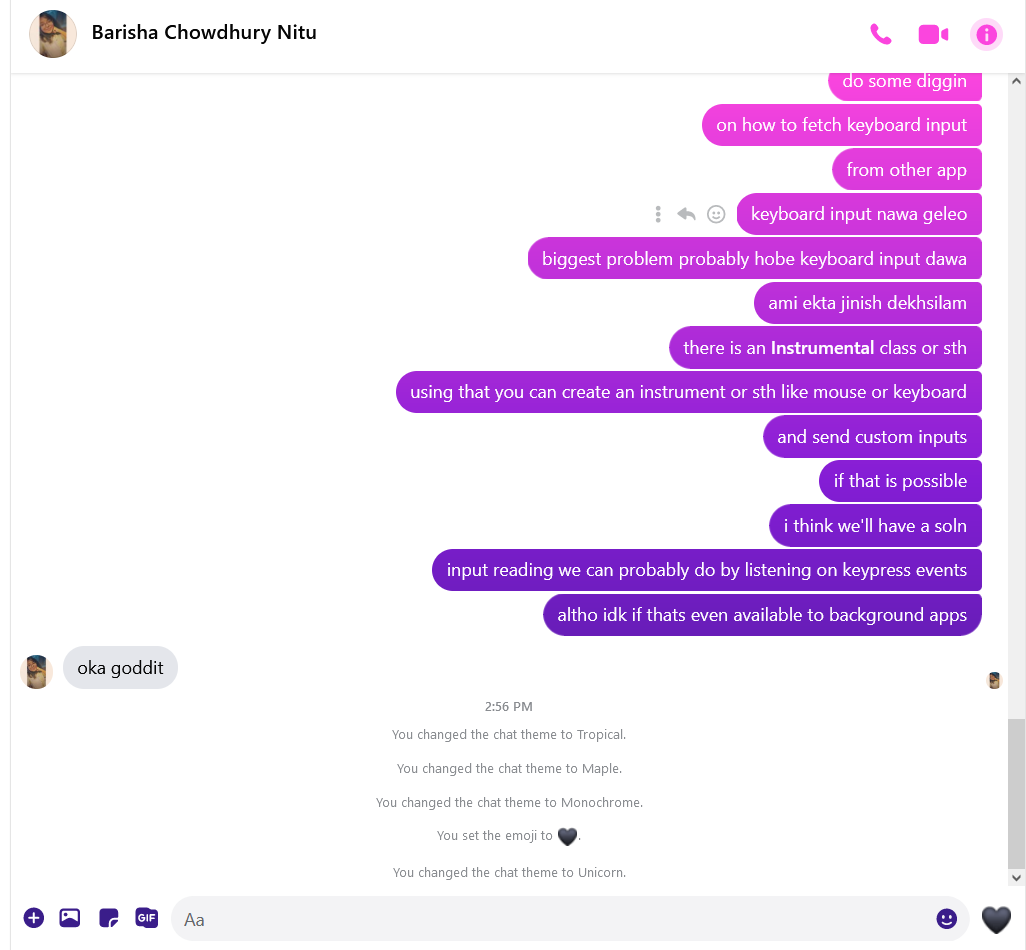 Barisha Chowdhury Nitu
do some diggin
on how to fetch keyboard input
from other app
keyboard input nawa geleo
biggest problem probably hobe keyboard input dawa
ami ekta jinish dekhsilam
there is an Instrumental class or sth
using that you can create an instrument or sth like mouse or keyboard
and send custom inputs
if that is possible
i think we'll have a soln
input reading we can probably do by listening on keypress events
altho idk if thats even available to background apps
oka goddit
2:56 PM
You changed the chat theme to Tropical.
You changed the chat theme to Maple.
You changed the chat theme to Monochrome.
You set the emoji to 🖤.
You changed the chat theme to Unicorn.
GIF
Aa